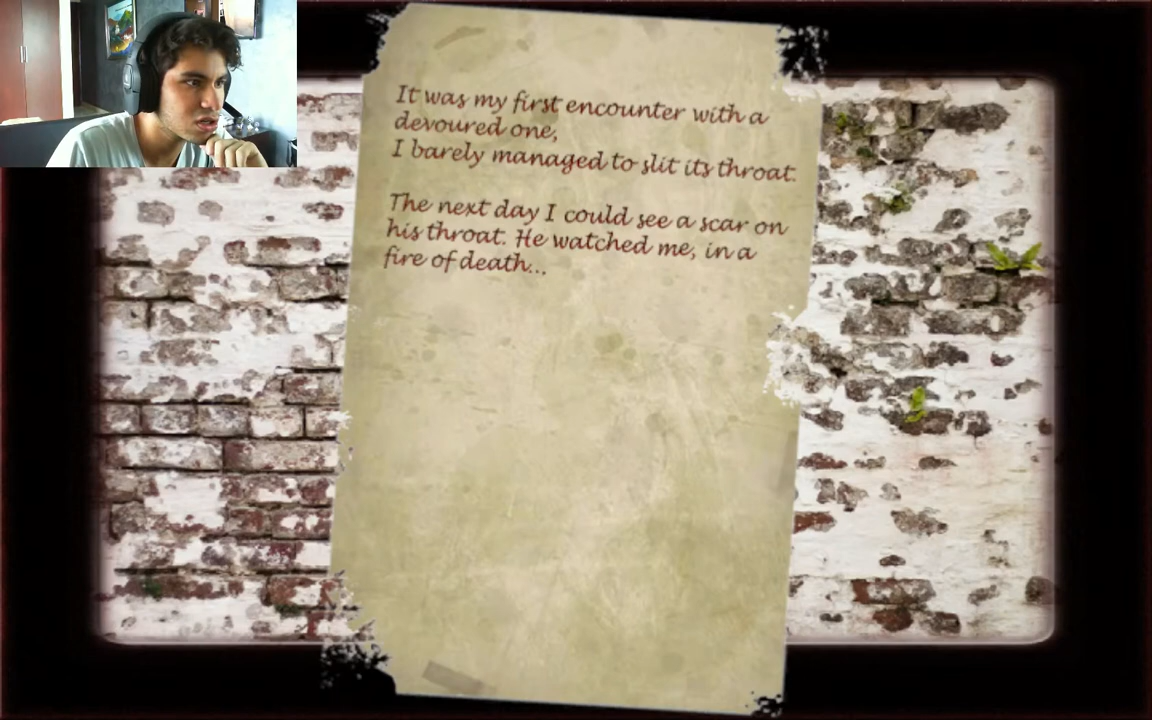 It was my first encounter with a
devoured one,
I barely managed to slit its throat.
The next day I could see a scar on
his throat. He watched me, in a
fire of death...